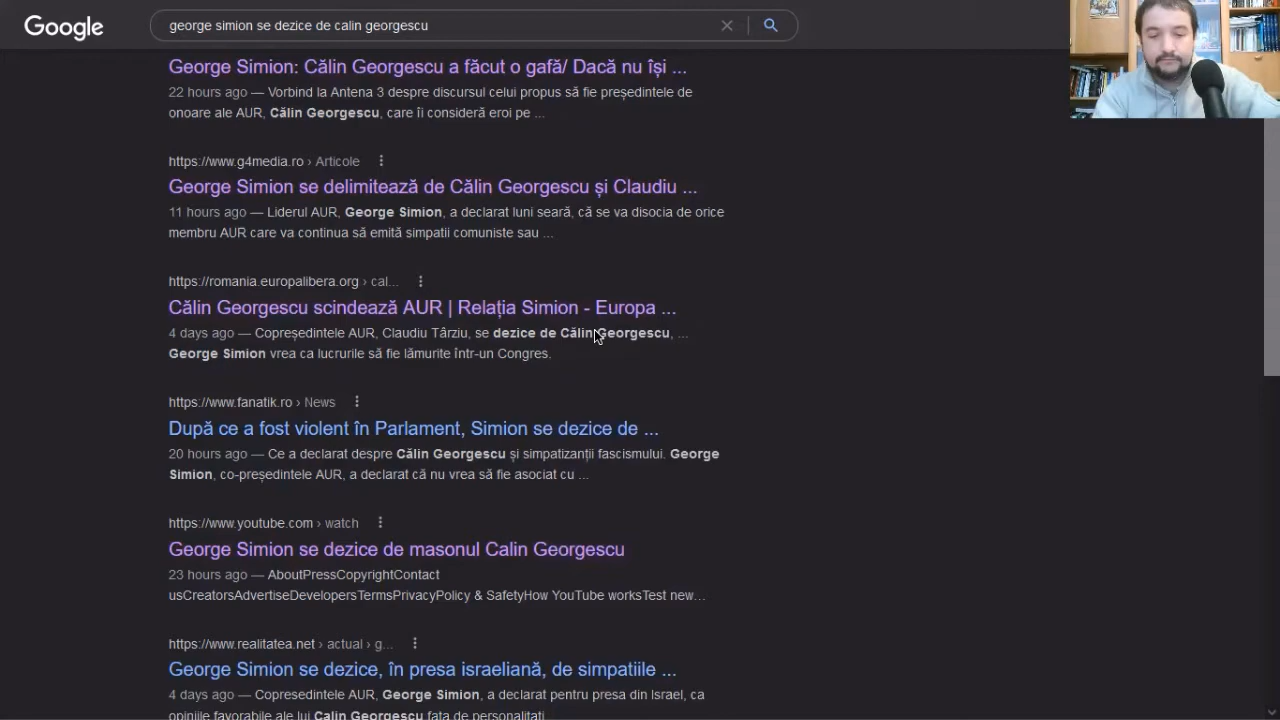 Google
george simion se dezice de calin georgescu
George Simion: Călin Georgescu a făcut o gafă/ Dacă nu își ...
22 hours ago — Vorbind la Antena 3 despre discursul celui propus să fie președintele de
onoare ale AUR, Călin Georgescu, care îi consideră eroi pe ...
https://www.g4media.ro › Articole
George Simion se delimitează de Călin Georgescu și Claudiu ...
11 hours ago — Liderul AUR, George Simion, a declarat luni seară, că se va disocia de orice
membru AUR care va continua să emită simpatii comuniste sau ...
https://romania.europalibera.org › cal...
Călin Georgescu scindează AUR | Relația Simion - Europa ...
4 days ago — Copreședintele AUR, Claudiu Târziu, se dezice de Călin Georgescu, ...
George Simion vrea ca lucrurile să fie lămurite într-un Congres.
https://www.fanatik.ro › News
După ce a fost violent în Parlament, Simion se dezice de ...
20 hours ago — Ce a declarat despre Călin Georgescu și simpatizanții fascismului. George
Simion, co-președintele AUR, a declarat că nu vrea să fie asociat cu ...
https://www.youtube.com › watch
George Simion se dezice de masonul Calin Georgescu
23 hours ago — AboutPressCopyrightContact
usCreatorsAdvertiseDevelopersTermsPrivacyPolicy & SafetyHow YouTube worksTest new...
https://www.realitatea.net › actual › g...
George Simion se dezice, în presa israeliană, de simpatiile ...
4 days ago — Copresedintele AUR, George Simion, a declarat pentru presa din Israel, ca
opiniile favorabile ale lui Calin Georgescu fata de personalitati